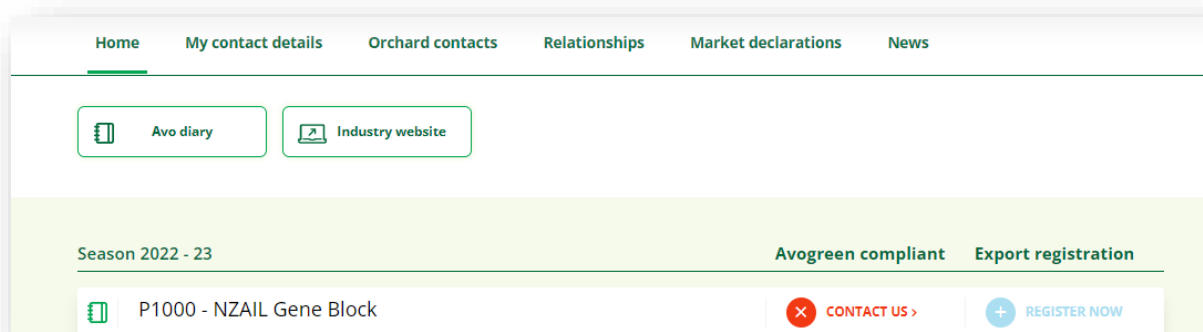 Home My contact details Orchard contacts Relationships Market declarations News
Avo diary Industry website
Season 2022 - 23 Avogreen compliant Export registration
P1000 - NZAIL Gene Block CONTACT US > REGISTER NOW